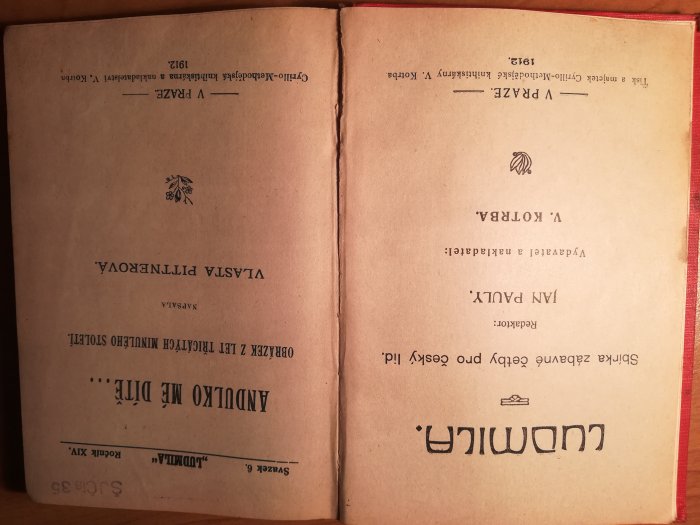 LUDMILA.
Sbírka zábavné četby pro český lid.
Redaktor:
JAN PAULY.
Vydavatel a nakladatel:
V. KOTRBA.
V PRAZE.
Tisk a majetek Cyrillo-Methodějské knihtiskárny V. Kotrba
1912.
Svazek 6. „LUDMILA“ Ročník XIV.
ANDULKO MÉ DÍTĚ...
OBRÁZEK Z LET TŘICÁTÝCH MINULÉHO STOLETÍ.
NAPSALA
VLASTA PITTNEROVÁ.
V PRAZE.
Cyrillo-Methodějská knihtiskárna a nakladatelství V. Kotrba
1912.